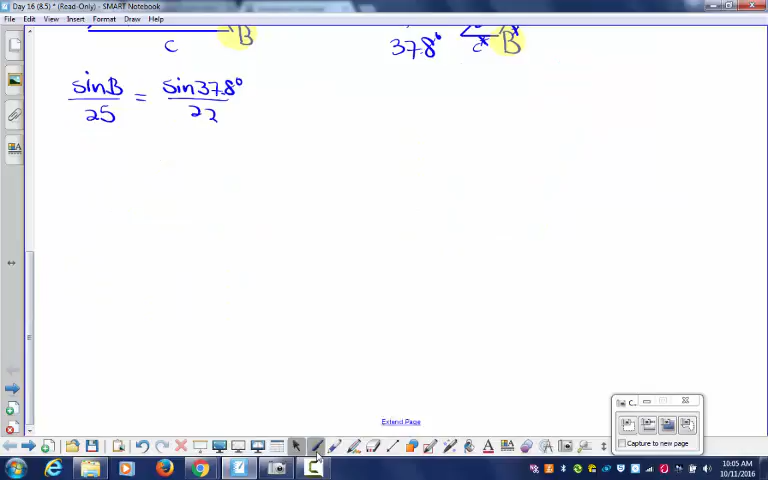 Day 16 (8.5) * (Read-Only) - SMART Notebook
File Edit View Insert Format Tools Draw Help
c B 37.8° c* B*
sinB / 25 = sin37.8° / 22
Extend Page
C..
Capture to new page
10:05 AM
10/11/2016